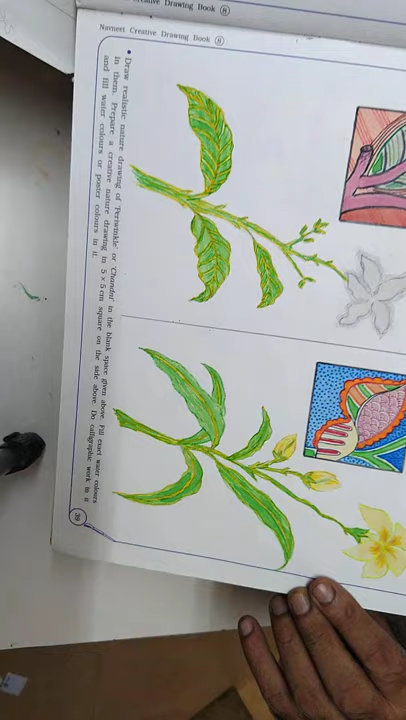 Creative Drawing Book 8
Navneet Creative Drawing Book 8
• Draw realistic nature drawing of 'Periwinkle' or 'Chandni' in the blank space given above. Fill exact water colours
in them. Prepare a creative nature drawing in 5 × 5 cm square on the side above. Do calligraphic work in it
and fill water colours or poster colours in it.
39